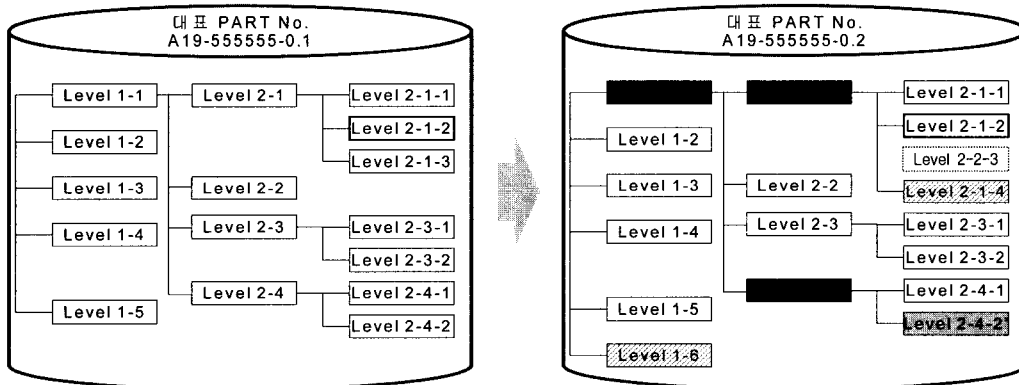 대표 PART No.
A19-555555-0.1
Level 1-1
Level 2-1
Level 2-1-1
Level 2-1-2
Level 1-2
Level 2-1-3
Level 1-3
Level 2-2
Level 1-4
Level 2-3
Level 2-3-1
Level 2-3-2
Level 2-4
Level 2-4-1
Level 1-5
Level 2-4-2
대표 PART No.
A19-555555-0.2
Level 2-1-1
Level 2-1-2
Level 1-2
Level 2-2-3
Level 1-3
Level 2-2
Level 2-1-4
Level 1-4
Level 2-3
Level 2-3-1
Level 2-3-2
Level 2-4-1
Level 1-5
Level 2-4-2'
Level 1-6